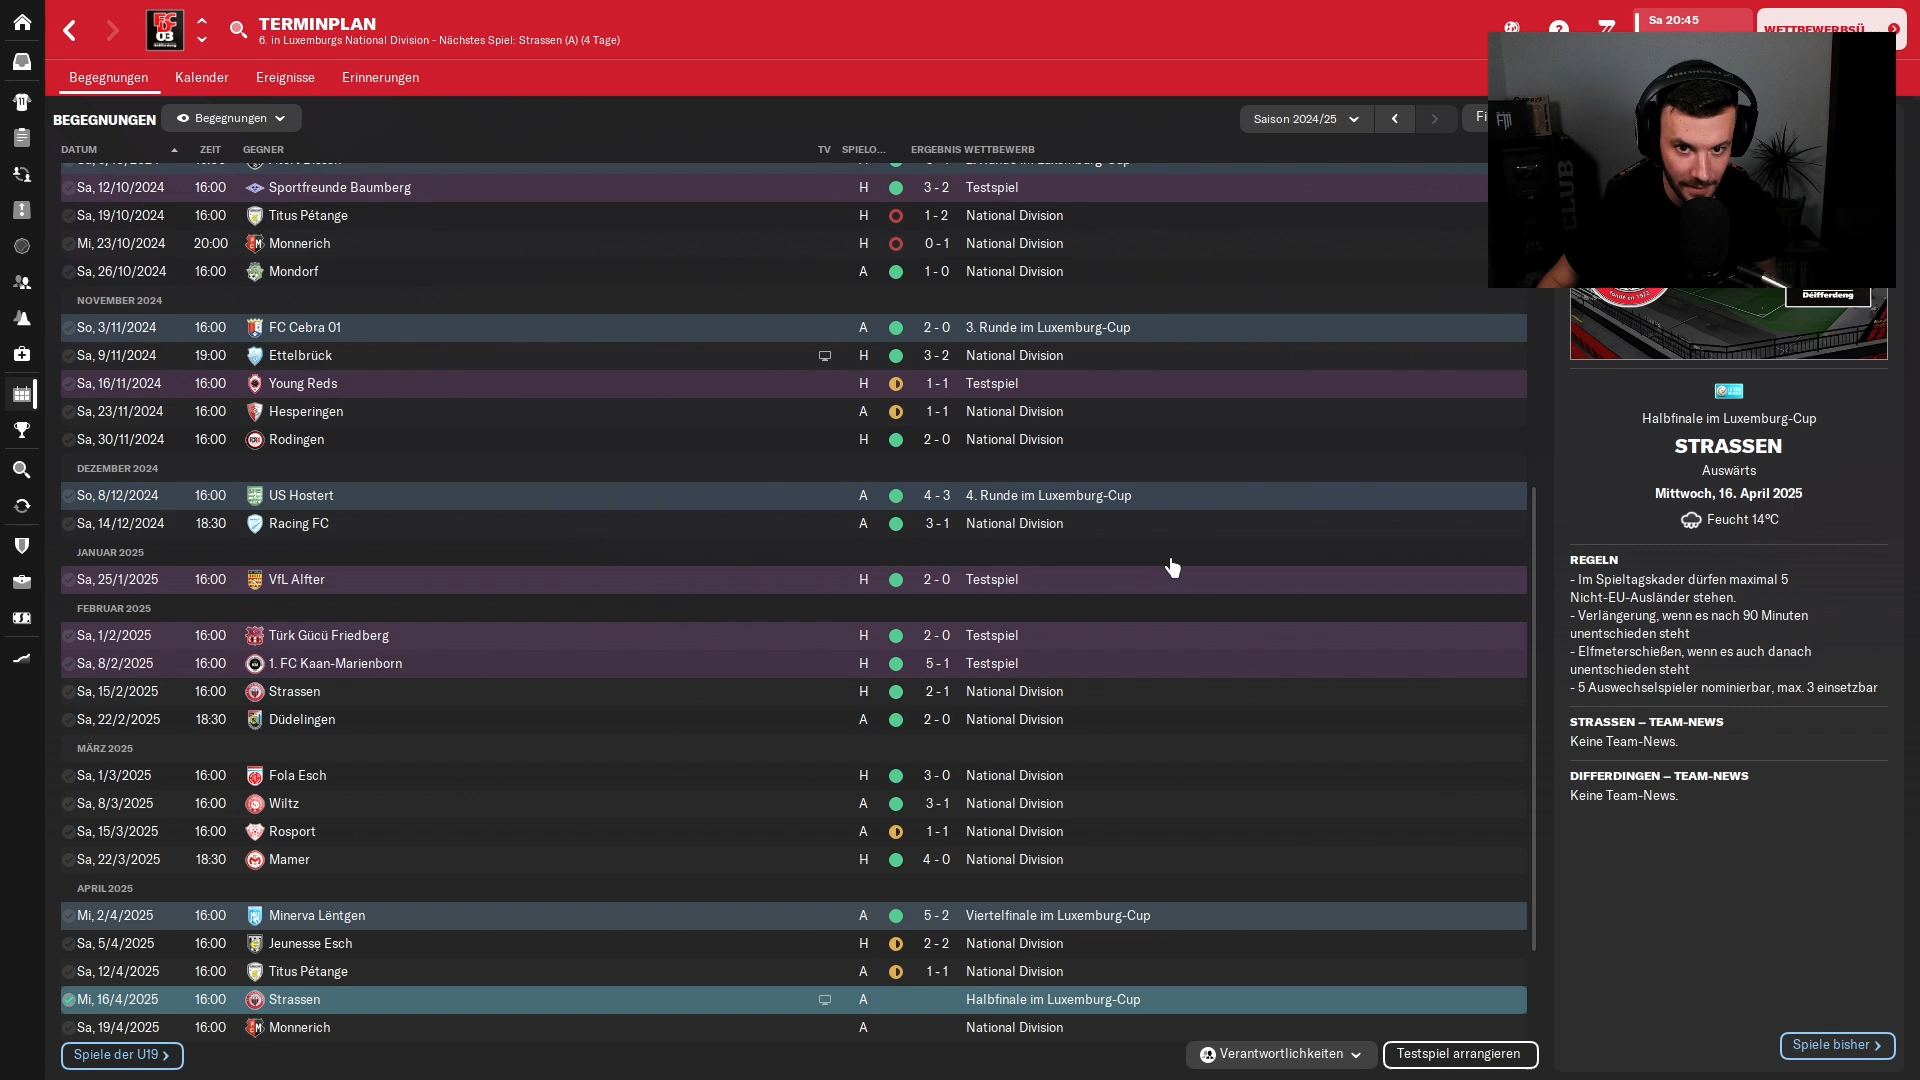 TERMINPLAN
6. in Luxemburgs National Division - Nächstes Spiel: Strassen (A) (4 Tage)
Sa 20:45
Begegnungen Kalender Ereignisse Erinnerungen
BEGEGNUNGEN Begegnungen Saison 2024/25
DATUM ZEIT GEGNER TV SPIELO... ERGEBNIS WETTBEWERB
Sa, 12/10/2024 16:00 Sportfreunde Baumberg H 3 - 2 Testspiel
Sa, 19/10/2024 16:00 Titus Pétange H 1 - 2 National Division
Mi, 23/10/2024 20:00 Monnerich H 0 - 1 National Division
Sa, 26/10/2024 16:00 Mondorf A 1 - 0 National Division
NOVEMBER 2024
So, 3/11/2024 16:00 FC Cebra 01 A 2 - 0 3. Runde im Luxemburg-Cup
Sa, 9/11/2024 19:00 Ettelbrück H 3 - 2 National Division
Sa, 16/11/2024 16:00 Young Reds H 1 - 1 Testspiel
Sa, 23/11/2024 16:00 Hesperingen A 1 - 1 National Division
Sa, 30/11/2024 16:00 Rodingen H 2 - 0 National Division
DEZEMBER 2024
So, 8/12/2024 16:00 US Hostert A 4 - 3 4. Runde im Luxemburg-Cup
Sa, 14/12/2024 18:30 Racing FC A 3 - 1 National Division
JANUAR 2025
Sa, 25/1/2025 16:00 VfL Alfter H 2 - 0 Testspiel
FEBRUAR 2025
Sa, 1/2/2025 16:00 Türk Gücü Friedberg H 2 - 0 Testspiel
Sa, 8/2/2025 16:00 1. FC Kaan-Marienborn H 5 - 1 Testspiel
Sa, 15/2/2025 16:00 Strassen H 2 - 1 National Division
Sa, 22/2/2025 18:30 Düdelingen A 2 - 0 National Division
MÄRZ 2025
Sa, 1/3/2025 16:00 Fola Esch H 3 - 0 National Division
Sa, 8/3/2025 16:00 Wiltz A 3 - 1 National Division
Sa, 15/3/2025 16:00 Rosport A 1 - 1 National Division
Sa, 22/3/2025 18:30 Mamer H 4 - 0 National Division
APRIL 2025
Mi, 2/4/2025 16:00 Minerva Lëntgen A 5 - 2 Viertelfinale im Luxemburg-Cup
Sa, 5/4/2025 16:00 Jeunesse Esch H 2 - 2 National Division
Sa, 12/4/2025 16:00 Titus Pétange A 1 - 1 National Division
Mi, 16/4/2025 16:00 Strassen A Halbfinale im Luxemburg-Cup
Sa, 19/4/2025 16:00 Monnerich A National Division
Spiele der U19 Verantwortlichkeiten Testspiel arrangieren
CLUB
Déifferdeng
Halbfinale im Luxemburg-Cup
STRASSEN
Auswärts
Mittwoch, 16. April 2025
Feucht 14ºC
REGELN
- Im Spieltagskader dürfen maximal 5
Nicht-EU-Ausländer stehen.
- Verlängerung, wenn es nach 90 Minuten
unentschieden steht
- Elfmeterschießen, wenn es auch danach
unentschieden steht
- 5 Auswechselspieler nominierbar, max. 3 einsetzbar
STRASSEN – TEAM-NEWS
Keine Team-News.
DIFFERDINGEN – TEAM-NEWS
Keine Team-News.
Spiele bisher